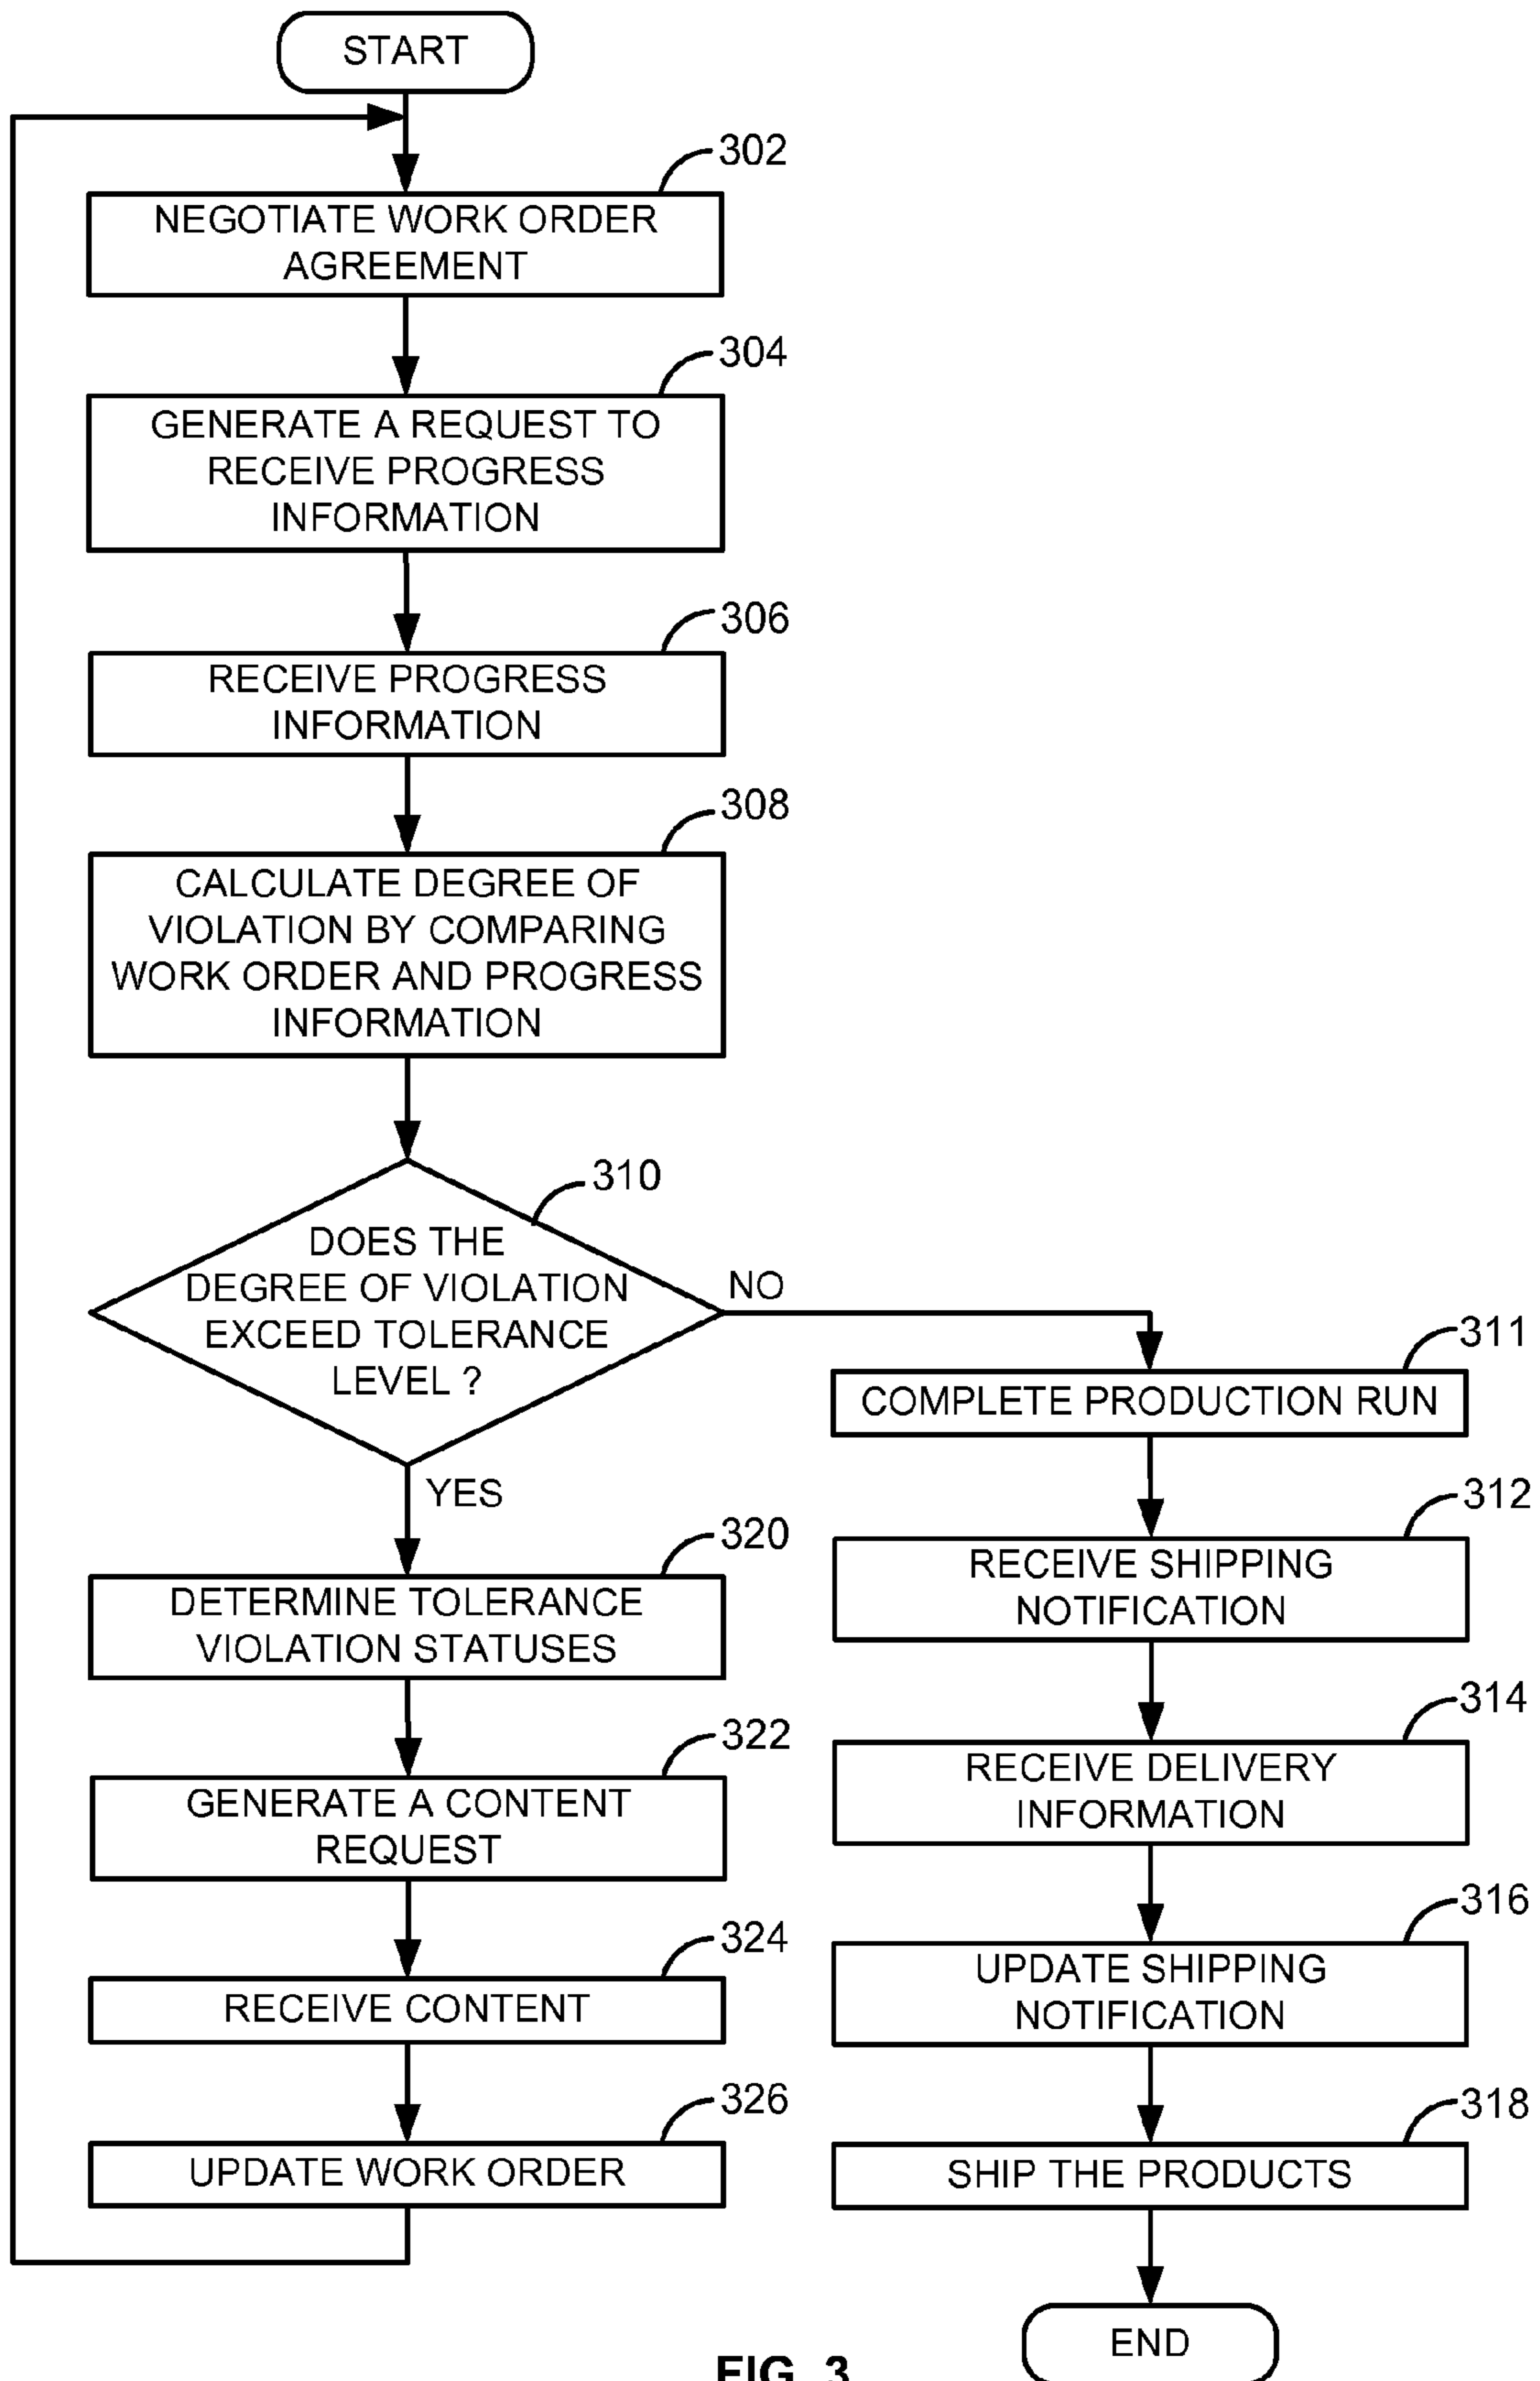 START
302
NEGOTIATE WORK ORDER
AGREEMENT
304
GENERATE A REQUEST TO
RECEIVE PROGRESS
INFORMATION
306
RECEIVE PROGRESS
INFORMATION
308
CALCULATE DEGREE OF
VIOLATION BY COMPARING
WORK ORDER AND PROGRESS
INFORMATION
310
DOES THE
DEGREE OF VIOLATION
EXCEED TOLERANCE
LEVEL ?
NO
YES
311
COMPLETE PRODUCTION RUN
312
RECEIVE SHIPPING
NOTIFICATION
314
RECEIVE DELIVERY
INFORMATION
316
UPDATE SHIPPING
NOTIFICATION
318
SHIP THE PRODUCTS
END
320
DETERMINE TOLERANCE
VIOLATION STATUSES
322
GENERATE A CONTENT
REQUEST
324
RECEIVE CONTENT
326
UPDATE WORK ORDER
FIG. 3